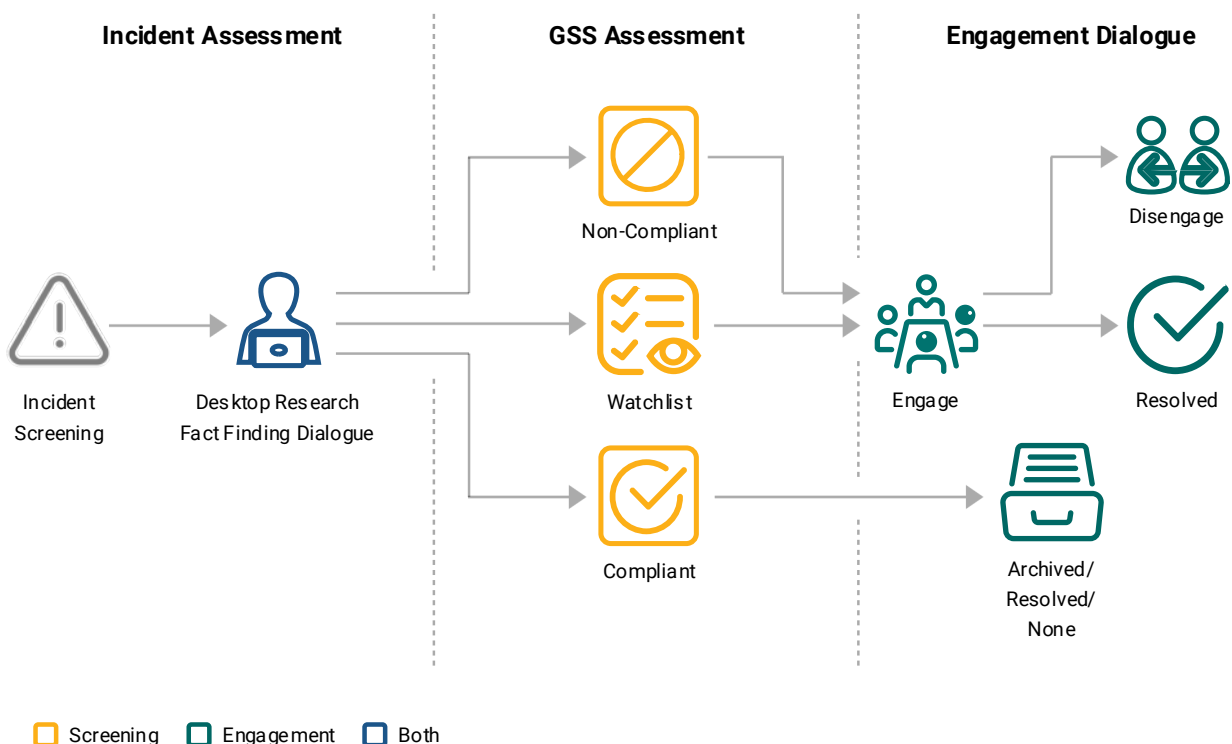 Incident Assessment
GSS Assessment
Engagement Dialogue
Non-Compliant
Disengage
Incident
Screening
Desktop Research
Fact Finding Dialogue
Watchlist
Engage
Resolved
Compliant
Archived/
Resolved/
None
Screening
Engagement
Both